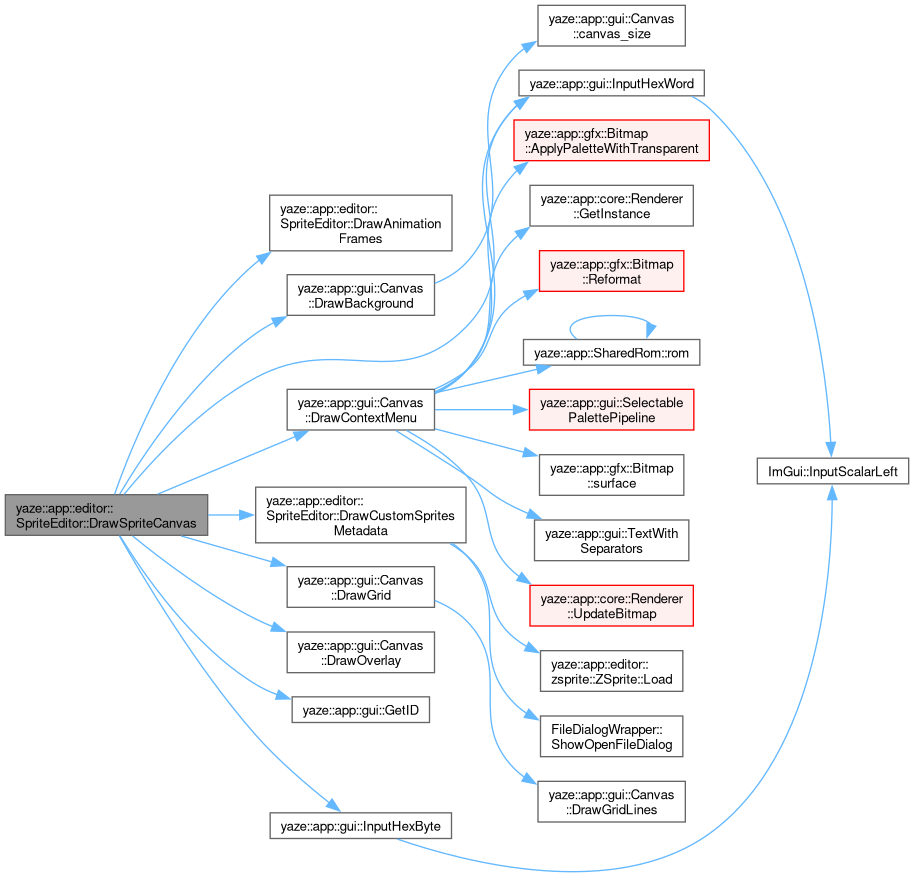 yaze::app::editor::
SpriteEditor::DrawSpriteCanvas
yaze::app::editor::
SpriteEditor::DrawAnimation
Frames
yaze::app::gui::Canvas
::DrawBackground
yaze::app::gui::Canvas
::DrawContextMenu
yaze::app::editor::
SpriteEditor::DrawCustomSprites
Metadata
yaze::app::gui::Canvas
::DrawGrid
yaze::app::gui::Canvas
::DrawOverlay
yaze::app::gui::GetID
yaze::app::gui::InputHexByte
yaze::app::gui::Canvas
::canvas_size
yaze::app::gui::InputHexWord
yaze::app::gfx::Bitmap
::ApplyPaletteWithTransparent
yaze::app::core::Renderer
::GetInstance
yaze::app::gfx::Bitmap
::Reformat
yaze::app::SharedRom::rom
yaze::app::gui::Selectable
PalettePipeline
yaze::app::gfx::Bitmap
::surface
yaze::app::gui::TextWith
Separators
yaze::app::core::Renderer
::UpdateBitmap
yaze::app::editor::
zsprite::ZSprite::Load
FileDialogWrapper::
ShowOpenFileDialog
yaze::app::gui::Canvas
::DrawGridLines
ImGui::InputScalarLeft